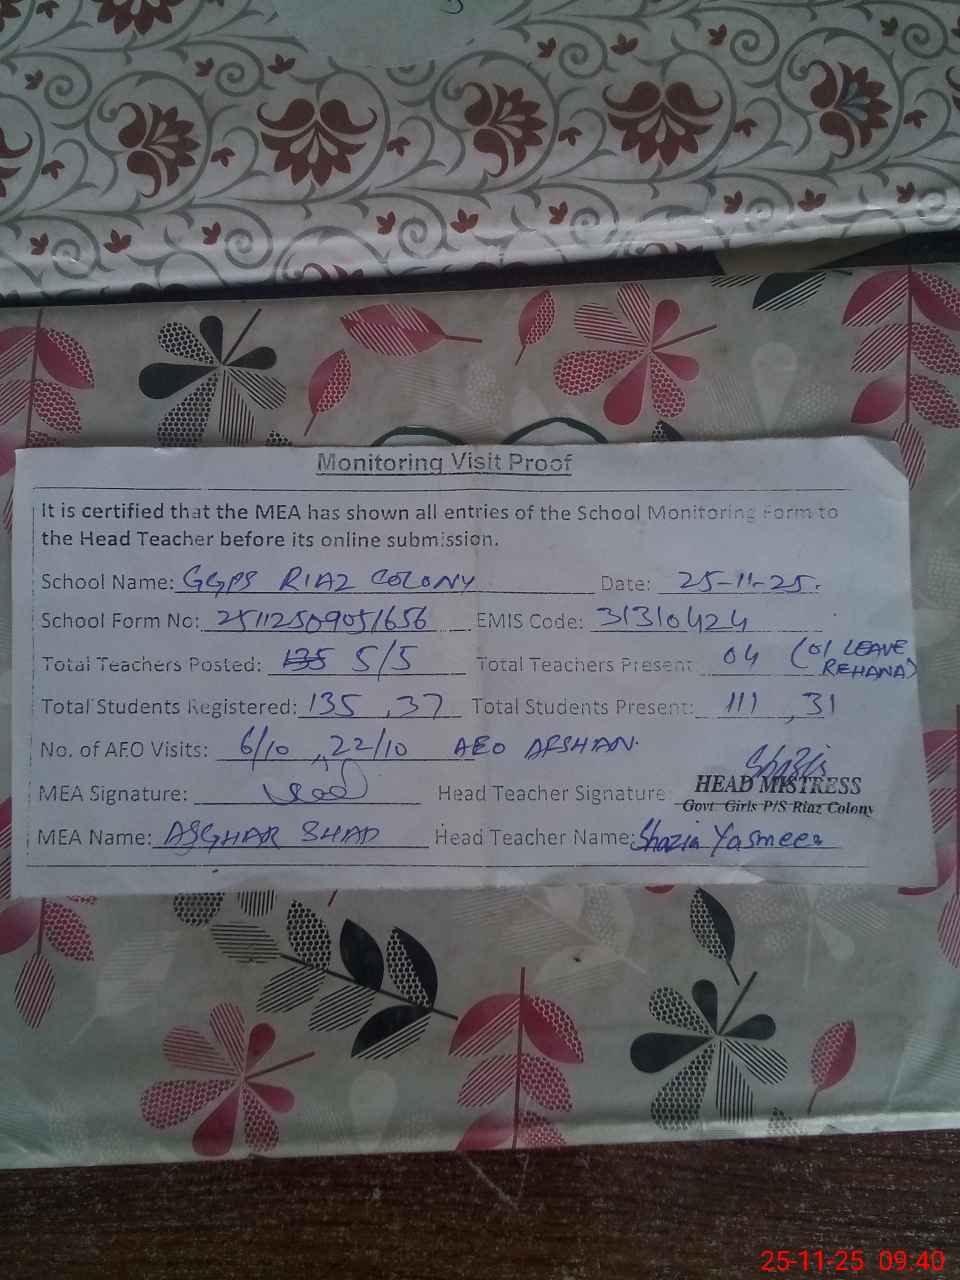 Monitoring Visit Proof
It is certified that the MEA has shown all entries of the School Monitoring Form to
the Head Teacher before its online submission.
School Name: GGPS RIAZ COLONY Date: 25-11-25.
School Form No: 25112509051656 EMIS Code: 31310424
Total Teachers Posted: 135 5/5 Total Teachers Present: 04 (01 LEAVE REHANA)
Total Students Registered: 135, 37 Total Students Present: 111, 31
No. of AEO Visits: 6/10, 22/10 AEO AFSHAN.
MEA Signature: Head Teacher Signature: Shazia
HEAD MISTRESS
Govt. Girls P/S Riaz Colony
MEA Name: ASGHAR SHAD Head Teacher Name: Shazia Yasmeen
25-11-25 09:40